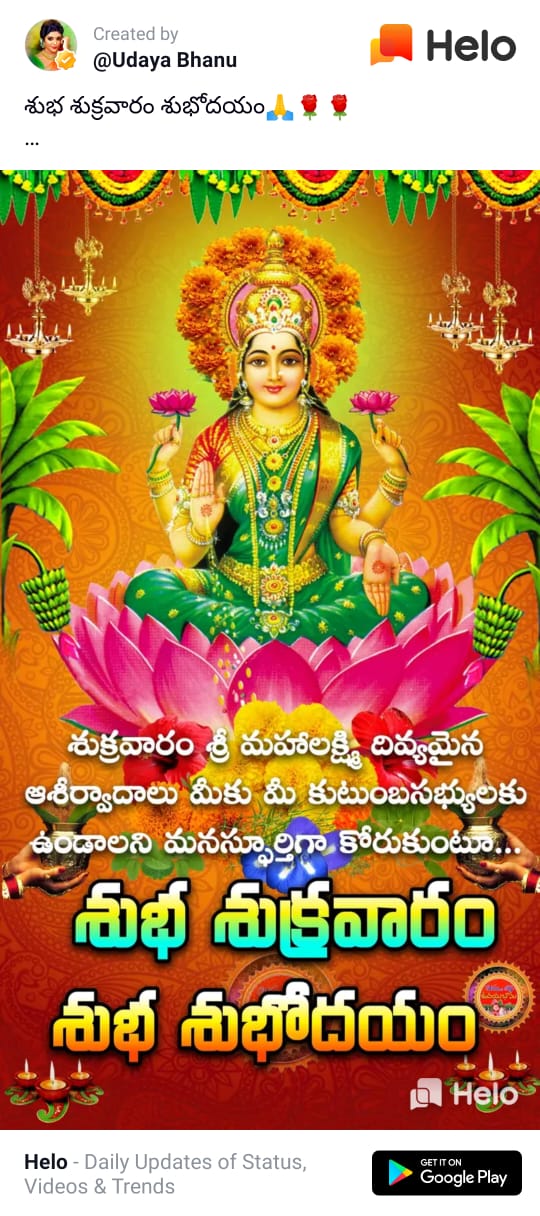 Created by
@Udaya Bhanu
Helo
శుభ శుక్రవారం శుభోదయం🙏🌹🌹
...
శుక్రవారం శ్రీ మహాలక్ష్మి దివ్యమైన
ఆశీర్వాదాలు మీకు మీ కుటుంబసభ్యులకు
ఉండాలని మనస్ఫూర్తిగా కోరుకుంటూ...
శుభ శుక్రవారం
శుభ శుభోదయం
Helo
Helo - Daily Updates of Status,
Videos & Trends
GET IT ON
Google Play